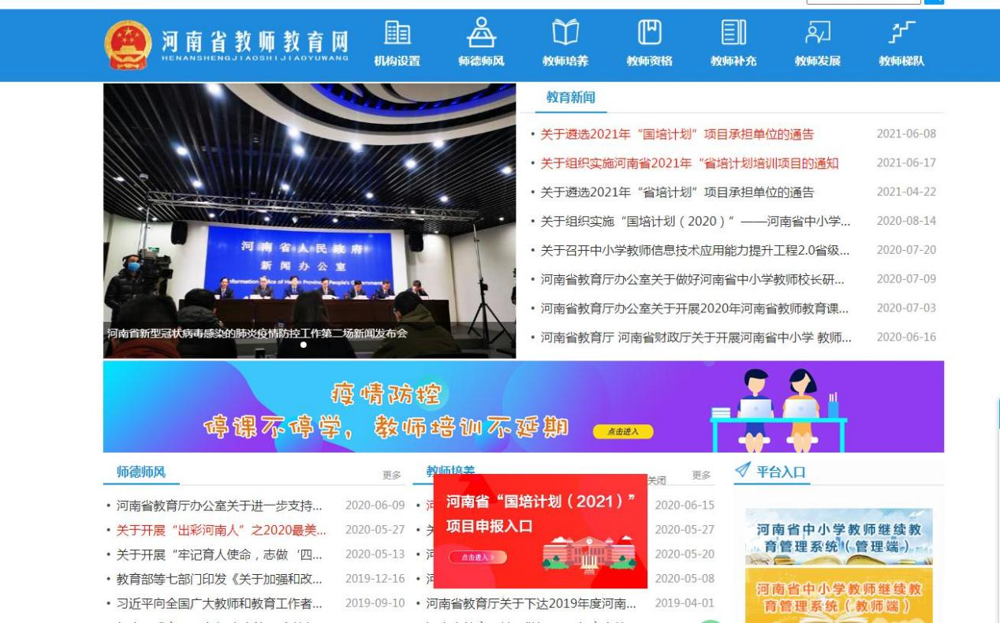 河南省教师教育网
HENANSHENGJIAOSHIJIAOYUWANG
机构设置
师德师风
教师培养
教师资格
教师补充
教师发展
教师梯队
河南省人民政府
新闻办公室
Information Office of Henan Provincial People's Government
河南省新型冠状病毒感染的肺炎疫情防控工作第二场新闻发布会
教育新闻
• 关于遴选2021年“国培计划”项目承担单位的通告 2021-06-08
• 关于组织实施河南省2021年“省培计划培训项目的通知 2021-06-17
• 关于遴选2021年“省培计划”项目承担单位的通告 2021-04-22
• 关于组织实施“国培计划（2020）“——河南省中小学... 2020-08-14
• 关于召开中小学教师信息技术应用能力提升工程2.0省级... 2020-07-20
• 河南省教育厅办公室关于做好河南省中小学教师校长研... 2020-07-09
• 河南省教育厅办公室关于开展2020年河南省教师教育课... 2020-07-03
• 河南省教育厅 河南省财政厅关于开展河南省中小学 教师... 2020-06-16
疫情防控
停课不停学，教师培训不延期
点击进入
师德师风 更多
• 河南省教育厅办公室关于进一步支持... 2020-06-09
• 关于开展“出彩河南人”之2020最美... 2020-05-27
• 关于开展“牢记育人使命，志做‘四... 2020-05-13
• 教育部等七部门印发《关于加强和改... 2019-12-16
• 习近平向全国广大教师和教育工作者... 2019-09-10
教师培养 关闭 更多
• 河 2020-06-15
• 关 2020-05-27
• 河 2020-05-20
• 河 2020-05-08
• 河南省教育厅关于下达2019年度河南... 2019-04-01
河南省“国培计划（2021）”
项目申报入口
点击进入 »
平台入口
河南省中小学教师继续教
育管理系统（管理端）
河南省中小学教师继续教
育管理系统（教师端）